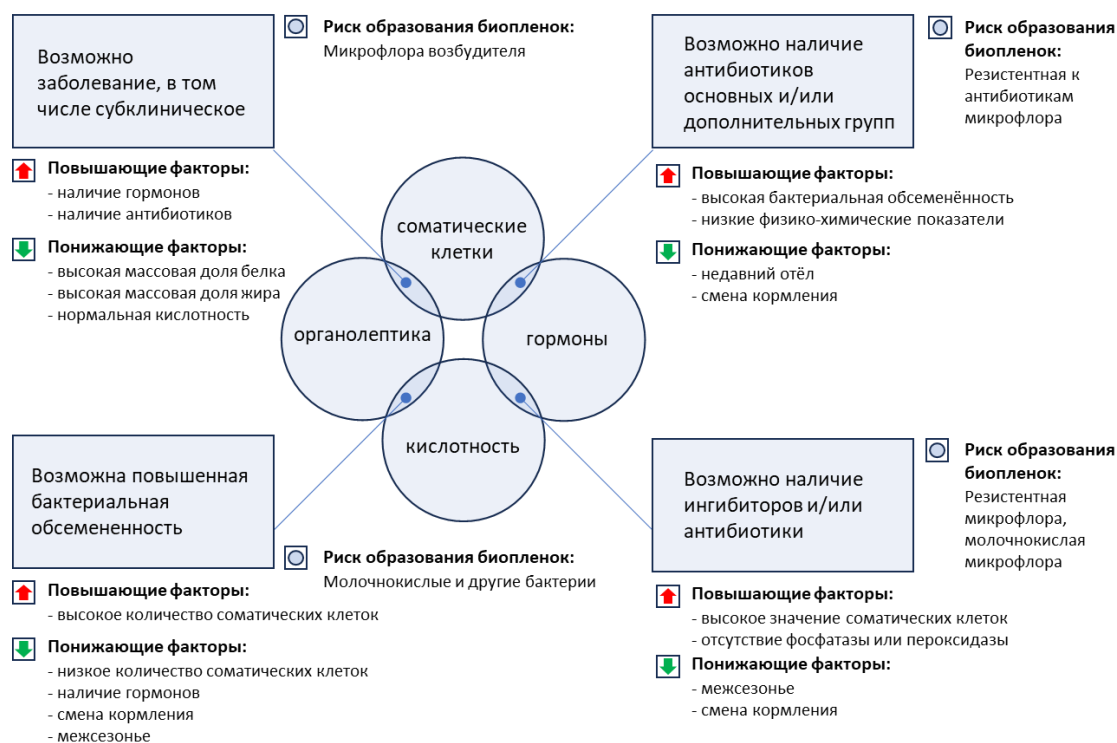 Возможно
заболевание, в том
числе субклиническое
Риск образования биопленок:
Микрофлора возбудителя
Повышающие факторы:
- наличие гормонов
- наличие антибиотиков
Понижающие факторы:
- высокая массовая доля белка
- высокая массовая доля жира
- нормальная кислотность
Возможно наличие
антибиотиков
основных и/или
дополнительных групп
Риск образования
биопленок:
Резистентная к
антибиотикам
микрофлора
Повышающие факторы:
- высокая бактериальная обсеменённость
- низкие физико-химические показатели
Понижающие факторы:
- недавний отёл
- смена кормления
соматические
клетки
органолептика
гормоны
кислотность
Возможна повышенная
бактериальная
обсемененность
Риск образования биопленок:
Молочнокислые и другие бактерии
Повышающие факторы:
- высокое количество соматических клеток
Понижающие факторы:
- низкое количество соматических клеток
- наличие гормонов
- смена кормления
- межсезонье
Возможно наличие
ингибиторов и/или
антибиотики
Риск образования
биопленок:
Резистентная
микрофлора,
молочнокислая
микрофлора
Повышающие факторы:
- высокое значение соматических клеток
- отсутствие фосфатазы или пероксидазы
Понижающие факторы:
- межсезонье
- смена кормления